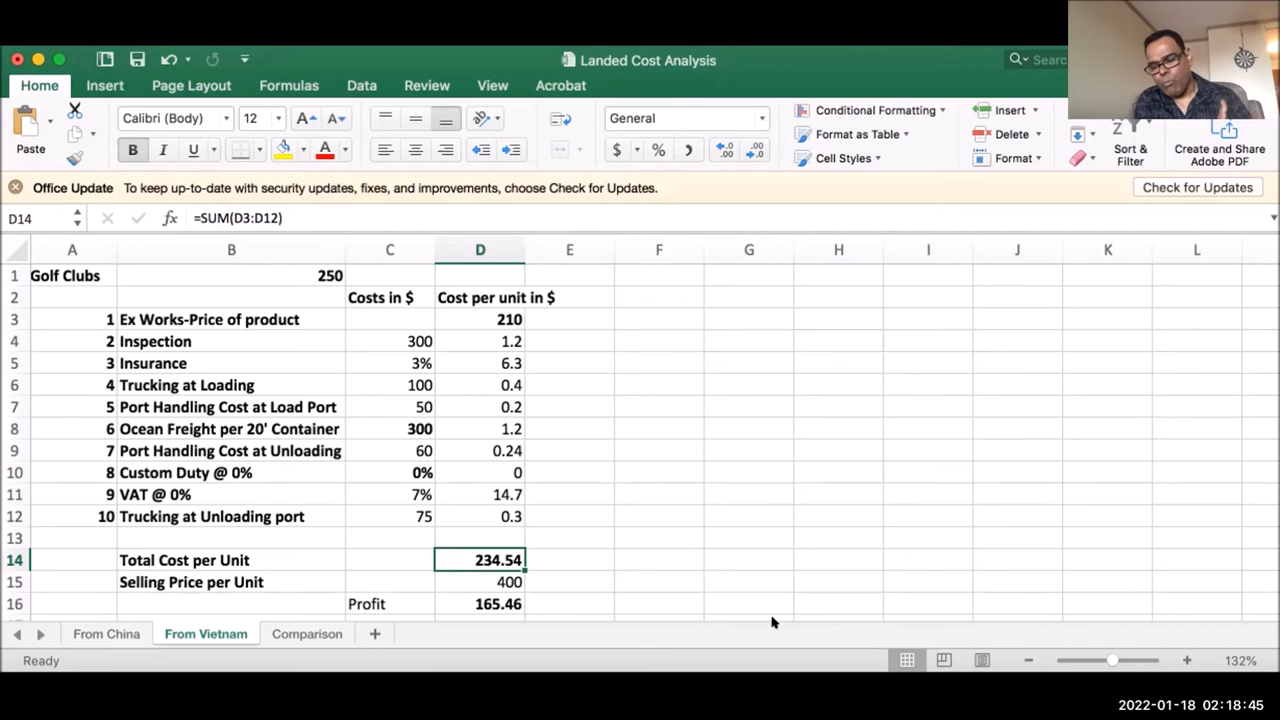 Landed Cost Analysis
Home Insert Page Layout Formulas Data Review View Acrobat
Paste
Calibri (Body) 12
B I U A
General
$ % 
Conditional Formatting
Format as Table
Cell Styles
Insert
Delete
Format
Sort & Filter
Create and Share Adobe PDF
Office Update To keep up-to-date with security updates, fixes, and improvements, choose Check for Updates. Check for Updates
D14 fx =SUM(D3:D12)
A B C D E F G H I J K L
1 Golf Clubs 250
2 Costs in $ Cost per unit in $
3 1 Ex Works-Price of product 210
4 2 Inspection 300 1.2
5 3 Insurance 3% 6.3
6 4 Trucking at Loading 100 0.4
7 5 Port Handling Cost at Load Port 50 0.2
8 6 Ocean Freight per 20' Container 300 1.2
9 7 Port Handling Cost at Unloading 60 0.24
10 8 Custom Duty @ 0% 0% 0
11 9 VAT @ 0% 7% 14.7
12 10 Trucking at Unloading port 75 0.3
13
14 Total Cost per Unit 234.54
15 Selling Price per Unit 400
16 Profit 165.46
From China From Vietnam Comparison +
Ready 132%
2022-01-18 02:18:45